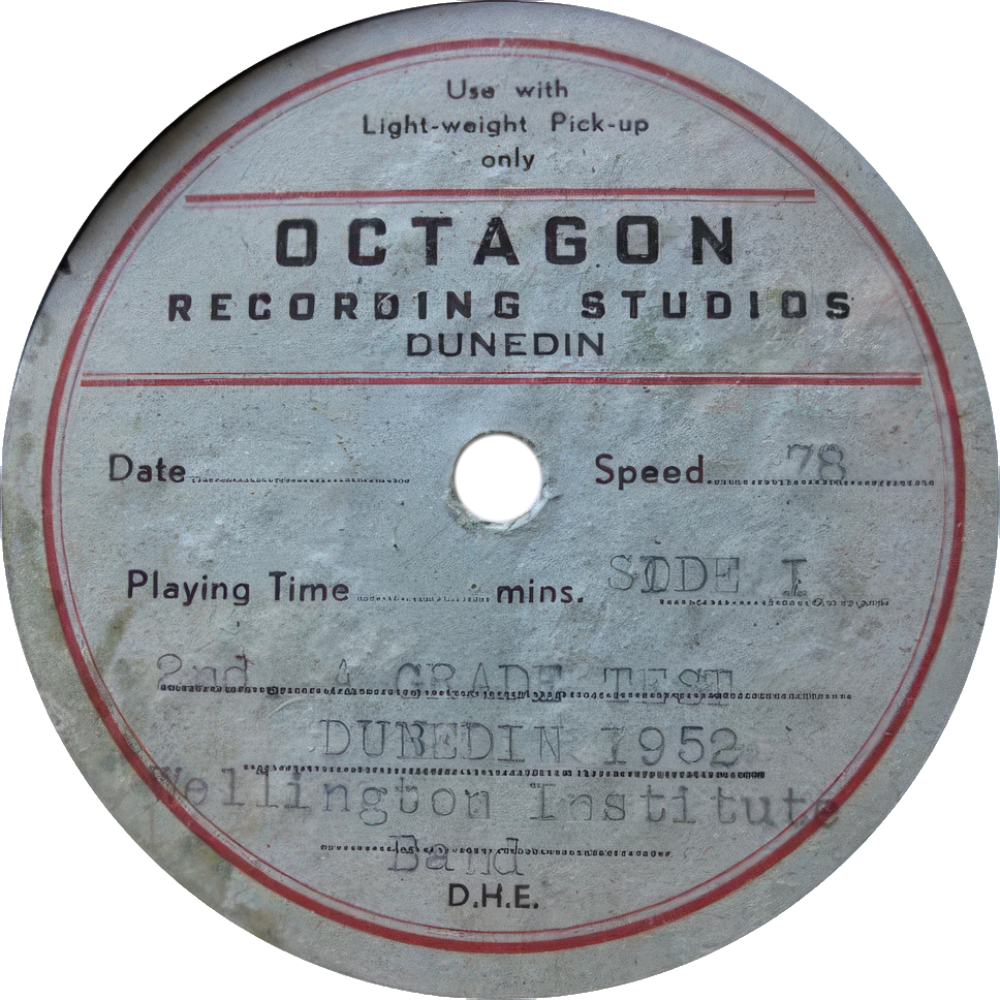 Use with
Light-weight Pick-up
only
OCTAGON
RECORDING STUDIOS
DUNEDIN
Date
Speed 78
Playing Time mins. SIDE I
2nd A GRADE TEST
DUNEDIN 1952
Wellington Institute
Band
D.H.E.